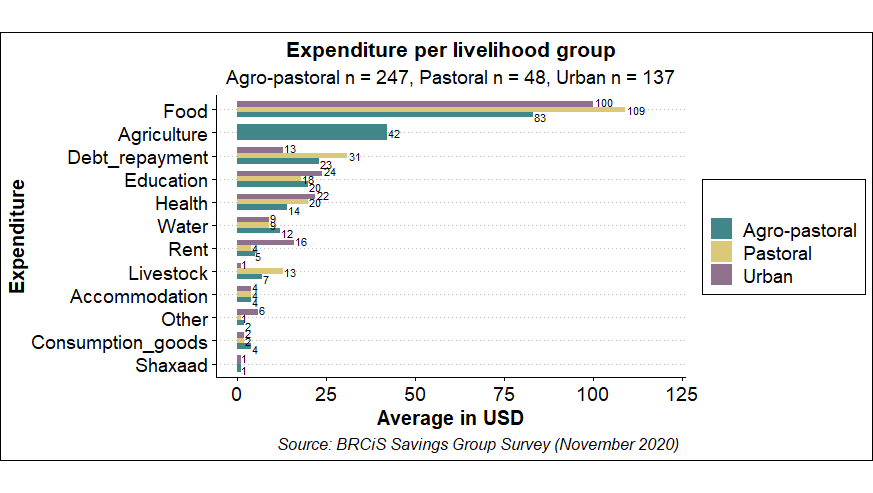 Expenditure per livelihood group
Agro-pastoral n = 247, Pastoral n = 48, Urban n = 137
Expenditure
Food
100
109
83
Agriculture
42
Debt_repayment
13
31
23
Education
24
18
20
Health
22
20
14
Water
9
9
12
Rent
16
4
5
Livestock
1
13
7
Accommodation
4
4
4
Other
6
1
2
Consumption_goods
2
2
4
Shaxaad
1
1
0 25 50 75 100 125
Average in USD
Source: BRCiS Savings Group Survey (November 2020)
Agro-pastoral
Pastoral
Urban